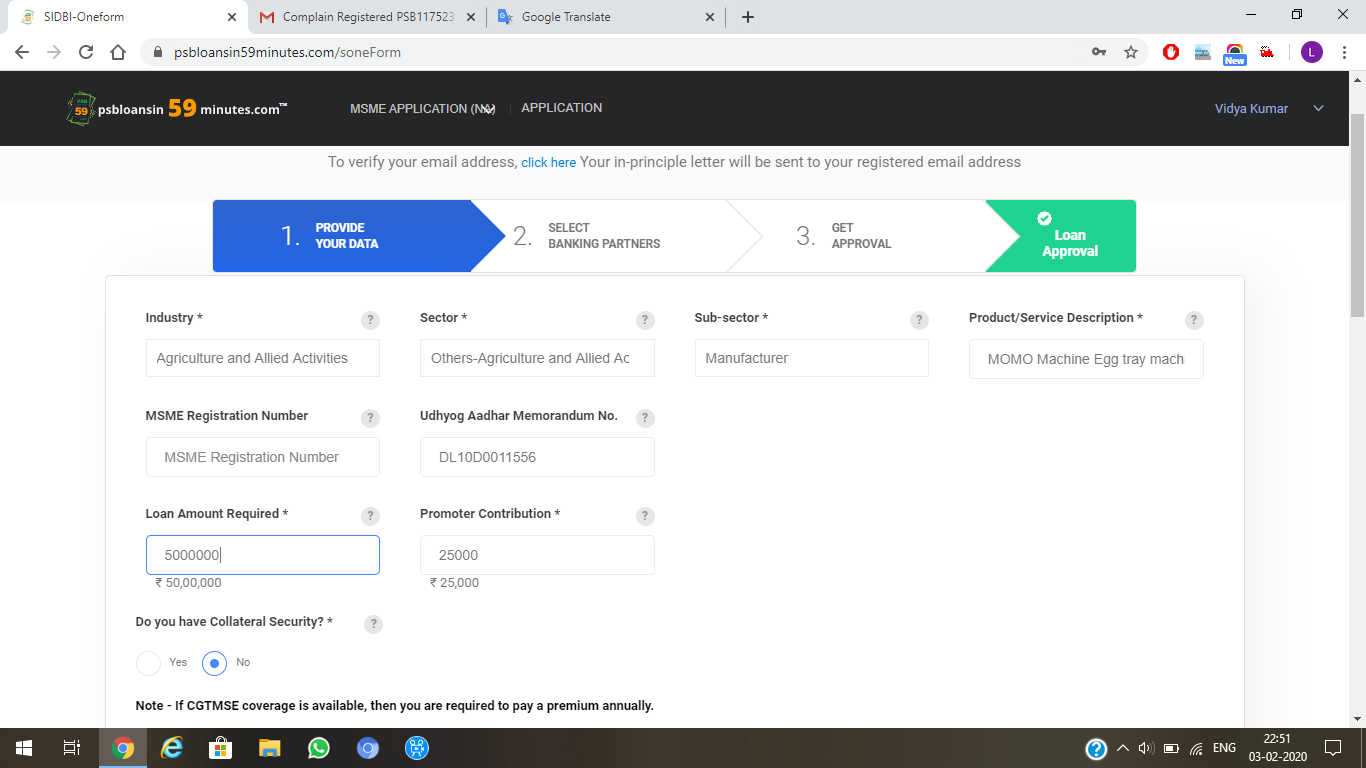 SIDBI-Oneform
Complain Registered PSB117523
Google Translate
psbloansin59minutes.com/soneForm
New
L
PSB
59
psbloansin 59 minutes.com™
MSME APPLICATION (NV)
APPLICATION
Vidya Kumar
To verify your email address, click here Your in-principle letter will be sent to your registered email address
1. PROVIDE
YOUR DATA
2. SELECT
BANKING PARTNERS
3. GET
APPROVAL
Loan
Approval
Industry * ?
Sector * ?
Sub-sector * ?
Product/Service Description * ?
Agriculture and Allied Activities
Others-Agriculture and Allied Ac
Manufacturer
MOMO Machine Egg tray mach
MSME Registration Number ?
Udhyog Aadhar Memorandum No. ?
MSME Registration Number
DL10D0011556
Loan Amount Required * ?
Promoter Contribution * ?
5000000
25000
₹ 50,00,000
₹ 25,000
Do you have Collateral Security? * ?
Yes
No
Note - If CGTMSE coverage is available, then you are required to pay a premium annually.
?
ENG
22:51
03-02-2020